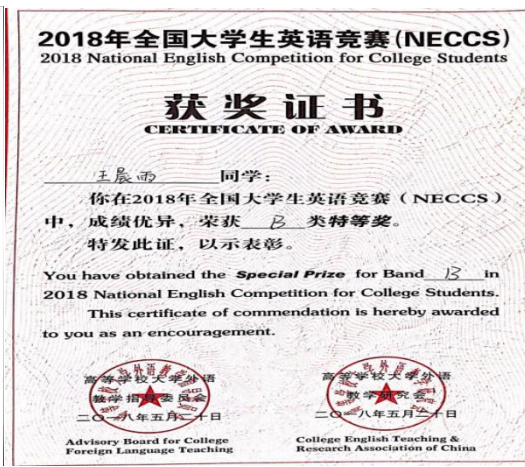 2018年全国大学生英语竞赛(NECCS)
2018 National English Competition for College Students
获奖证书
CERTIFICATE OF AWARD
王晨雨 同学：
你在2018年全国大学生英语竞赛（NECCS）
中，成绩优异，荣获 B 类特等奖。
特发此证，以示表彰。
You have obtained the Special Prize for Band B in
2018 National English Competition for College Students.
This certificate of commendation is hereby awarded
to you as an encouragement.
高等学校大学外语
教学指导委员会
二〇一八年五月二十日
Advisory Board for College
Foreign Language Teaching
高等学校大学外语
教学研究会
二〇一八年五月二十日
College English Teaching &
Research Association of China